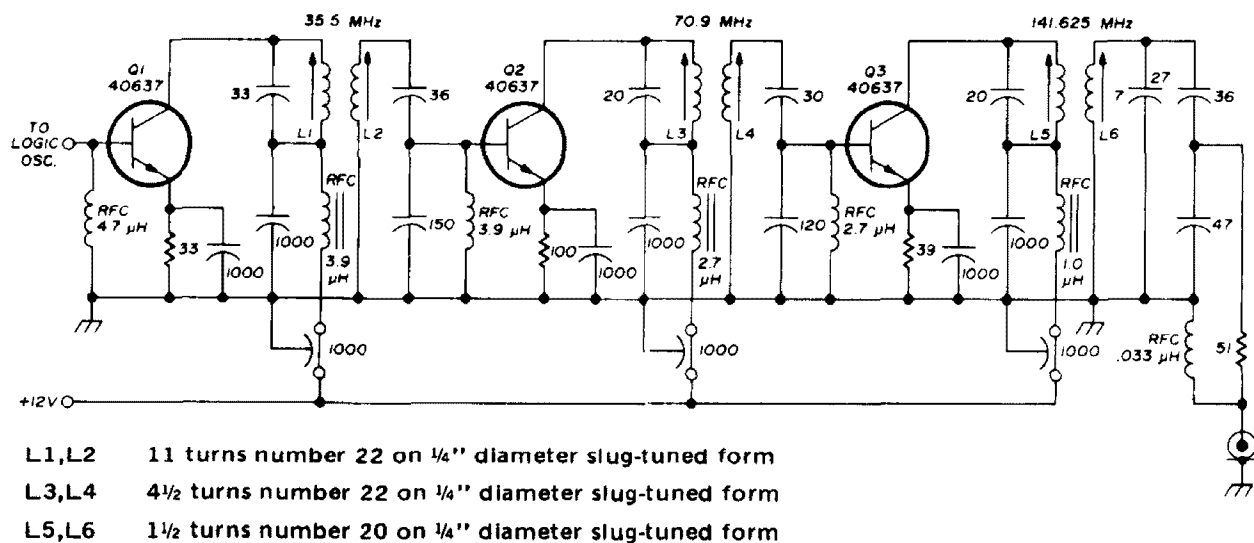 35.5 MHz
70.9 MHz
141.625 MHz
Q1
40637
Q2
40637
Q3
40637
33
L1
L2
36
20
L3
L4
30
20
L5
L6
7
27
36
TO
LOGIC
OSC.
RFC
4.7 µH
33
1000
1000
RFC
3.9
µH
150
RFC
3.9 µH
100
1000
1000
RFC
2.7
µH
120
RFC
2.7 µH
39
1000
1000
RFC
1.0
µH
47
1000
1000
1000
RFC
.033 µH
51
+12V
L1,L2 11 turns number 22 on ¼" diameter slug-tuned form
L3,L4 4½ turns number 22 on ¼" diameter slug-tuned form
L5,L6 1½ turns number 20 on ¼" diameter slug-tuned form